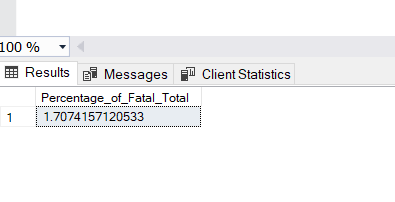 100 %
Results Messages Client Statistics
Percentage_of_Fatal_Total
1 1.7074157120533